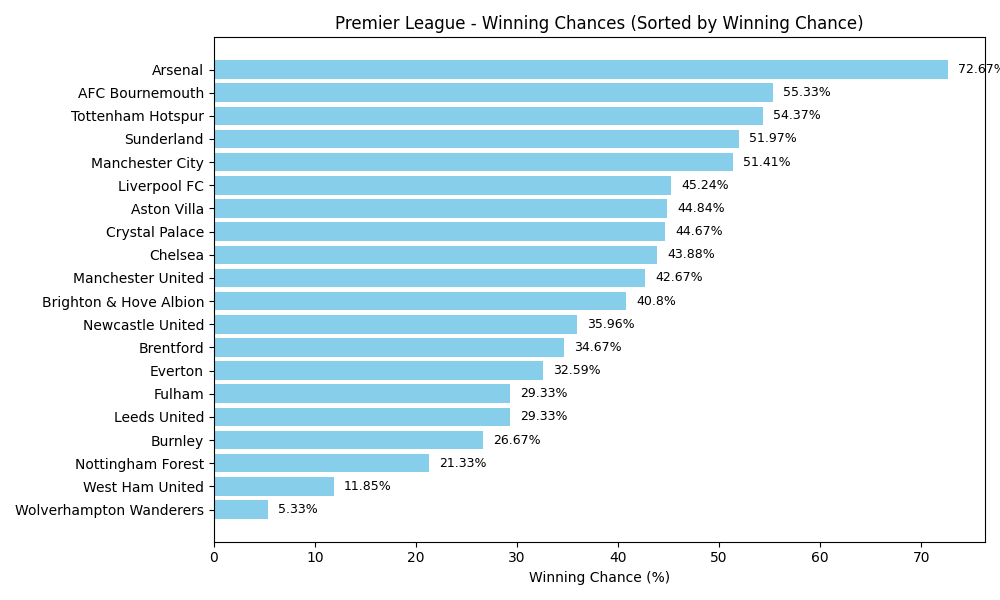 Premier League - Winning Chances (Sorted by Winning Chance)
Arsenal 72.67%
AFC Bournemouth 55.33%
Tottenham Hotspur 54.37%
Sunderland 51.97%
Manchester City 51.41%
Liverpool FC 45.24%
Aston Villa 44.84%
Crystal Palace 44.67%
Chelsea 43.88%
Manchester United 42.67%
Brighton & Hove Albion 40.8%
Newcastle United 35.96%
Brentford 34.67%
Everton 32.59%
Fulham 29.33%
Leeds United 29.33%
Burnley 26.67%
Nottingham Forest 21.33%
West Ham United 11.85%
Wolverhampton Wanderers 5.33%
0 10 20 30 40 50 60 70
Winning Chance (%)